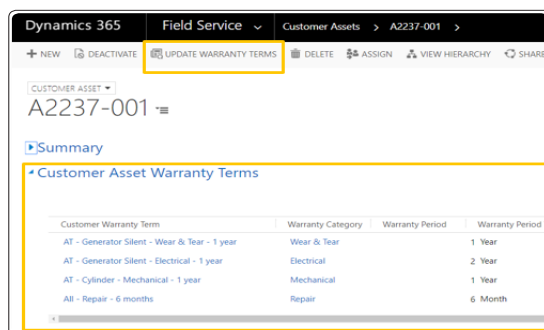 Dynamics 365 Field Service Customer Assets > A2237-001 >
+ NEW DEACTIVATE UPDATE WARRANTY TERMS DELETE ASSIGN VIEW HIERARCHY SHARE
CUSTOMER ASSET
A2237-001
Summary
Customer Asset Warranty Terms
Customer Warranty Term Warranty Category Warranty Period Warranty Period
AT - Generator Silent - Wear & Tear - 1 year Wear & Tear 1 Year
AT - Generator Silent - Electrical - 1 year Electrical 2 Year
AT - Cylinder - Mechanical - 1 year Mechanical 1 Year
All - Repair - 6 months Repair 6 Month